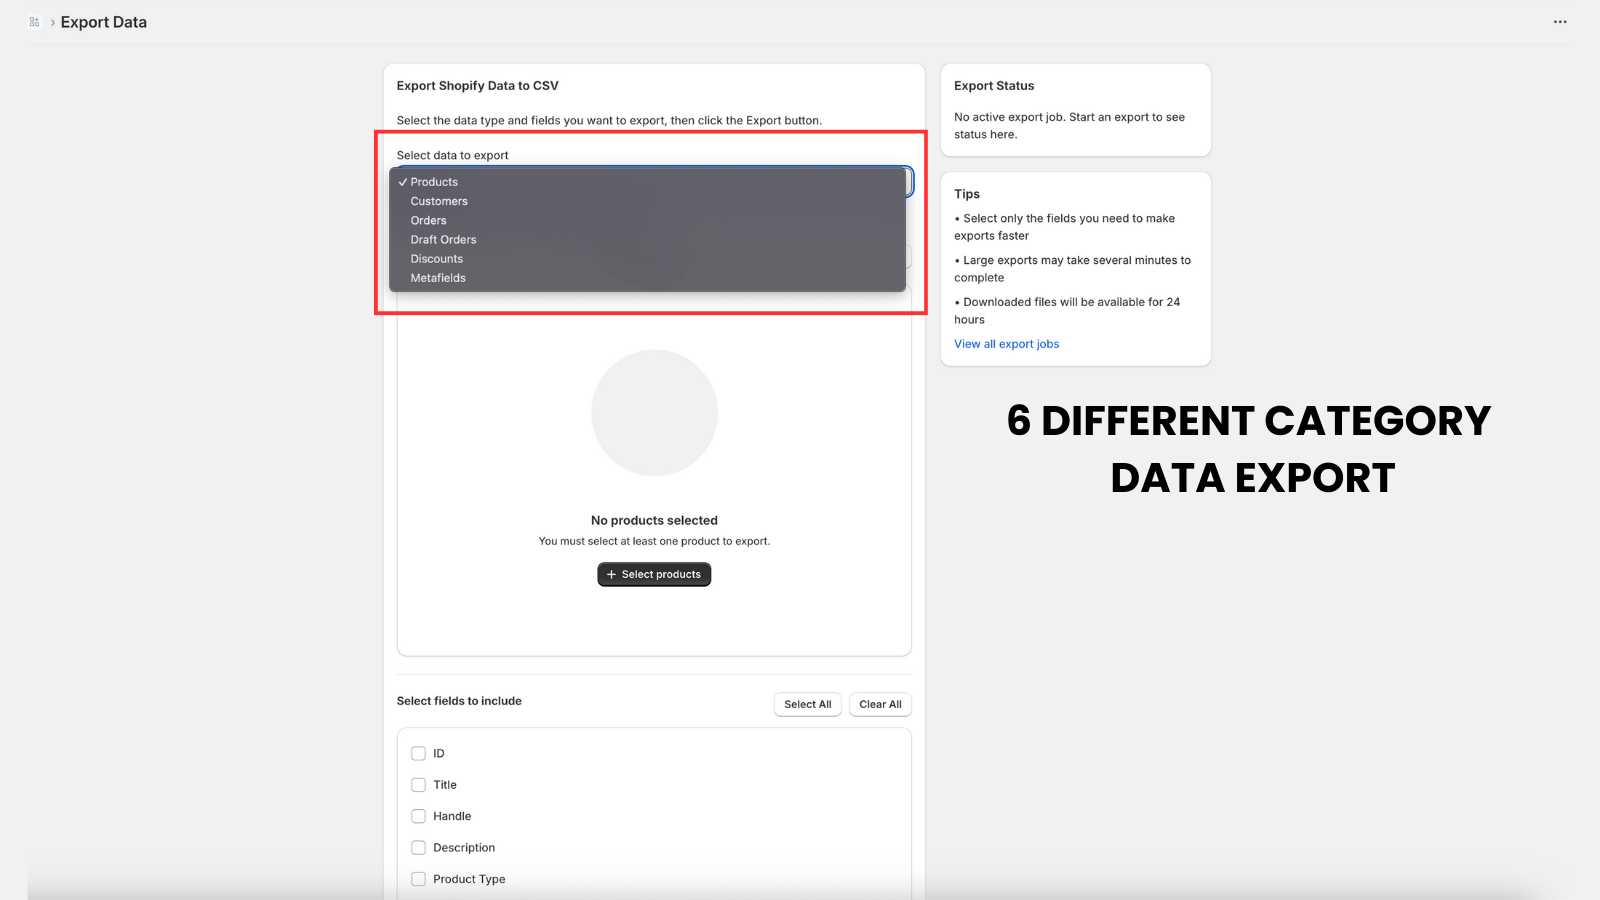 Export Data
Export Shopify Data to CSV
Select the data type and fields you want to export, then click the Export button.
Select data to export
✓ Products
Customers
Orders
Draft Orders
Discounts
Metafields
No products selected
You must select at least one product to export.
+ Select products
Select fields to include
Select All
Clear All
ID
Title
Handle
Description
Product Type
Export Status
No active export job. Start an export to see
status here.
Tips
• Select only the fields you need to make
exports faster
• Large exports may take several minutes to
complete
• Downloaded files will be available for 24
hours
View all export jobs
6 DIFFERENT CATEGORY
DATA EXPORT